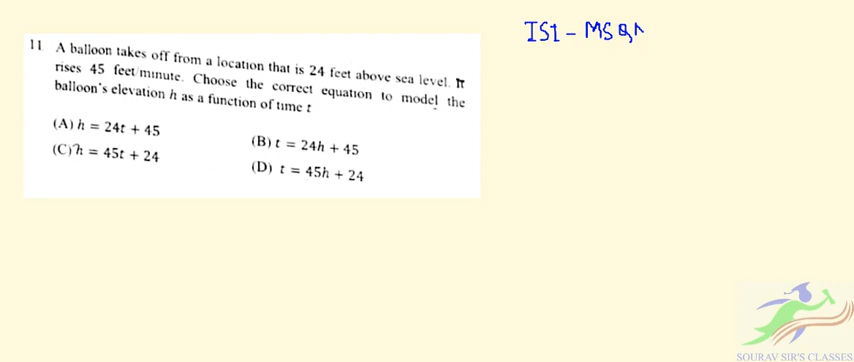 11 A balloon takes off from a location that is 24 feet above sea level. It
rises 45 feet/minute. Choose the correct equation to model the
balloon's elevation h as a function of time t
(A) h = 24t + 45
(B) t = 24h + 45
(C) h = 45t + 24
(D) t = 45h + 24
ISI - MSQA
SOURAV SIR'S CLASSES